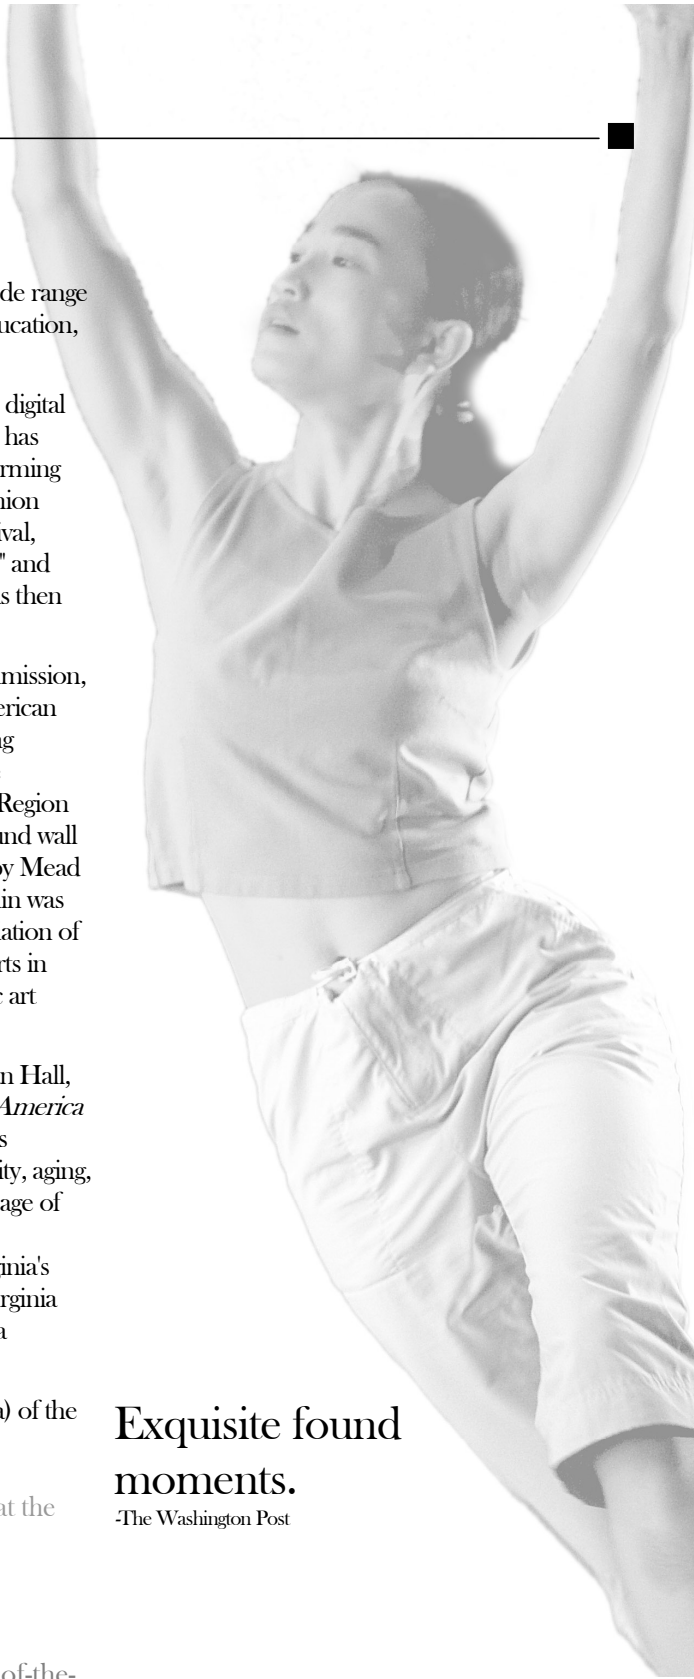 de range
ucation,
digital
has
rming
nion
ival,
" and
s then
mission,
erican
ng
Region
und wall
by Mead
in was
ation of
rts in
c art
n Hall,
America
s
ity, aging,
age of
ginia's
rginia
a
a) of the
Exquisite found
moments.
-The Washington Post
at the
of-the-